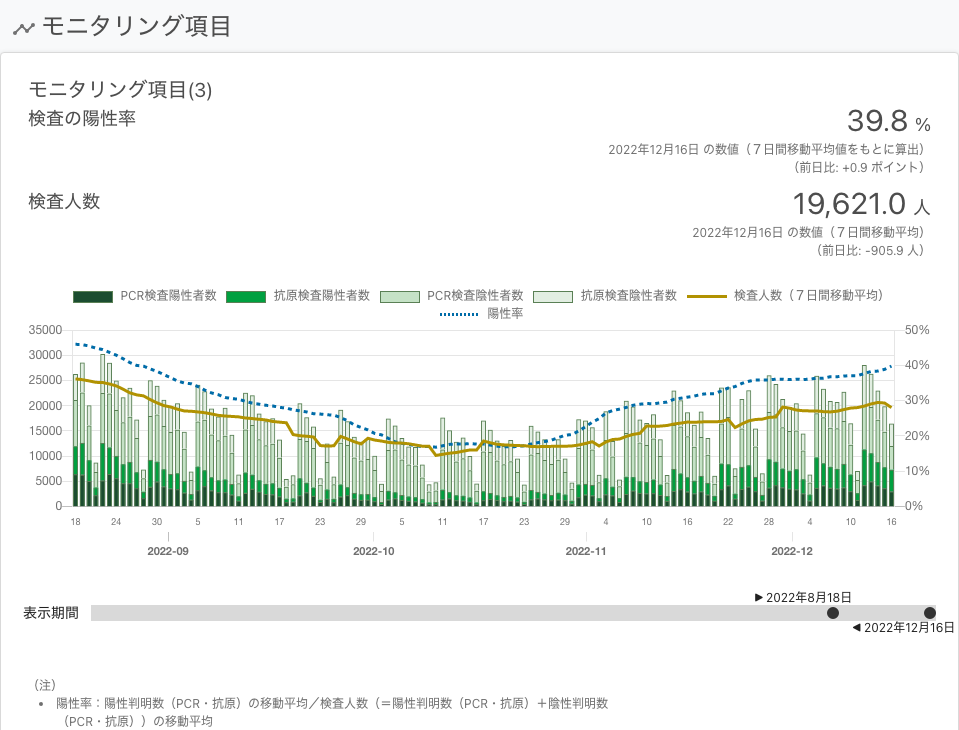 モニタリング項目
モニタリング項目(3)
検査の陽性率
39.8 %
2022年12月16日 の数値（７日間移動平均値をもとに算出）
（前日比: +0.9 ポイント）
検査人数
19,621.0 人
2022年12月16日 の数値（７日間移動平均）
（前日比: -905.9 人）
PCR検査陽性者数 抗原検査陽性者数 PCR検査陰性者数 抗原検査陰性者数 検査人数（７日間移動平均）
陽性率
35000 50%
30000 40%
25000
20000 30%
15000 20%
10000 10%
5000
0 0%
18 24 30 5 11 17 23 29 5 11 17 23 29 4 10 16 22 28 4 10 16
2022-09 2022-10 2022-11 2022-12
▶ 2022年8月18日
表示期間
◀ 2022年12月16日
（注）
• 陽性率：陽性判明数（PCR・抗原）の移動平均／検査人数（＝陽性判明数（PCR・抗原）＋陰性判明数
（PCR・抗原））の移動平均